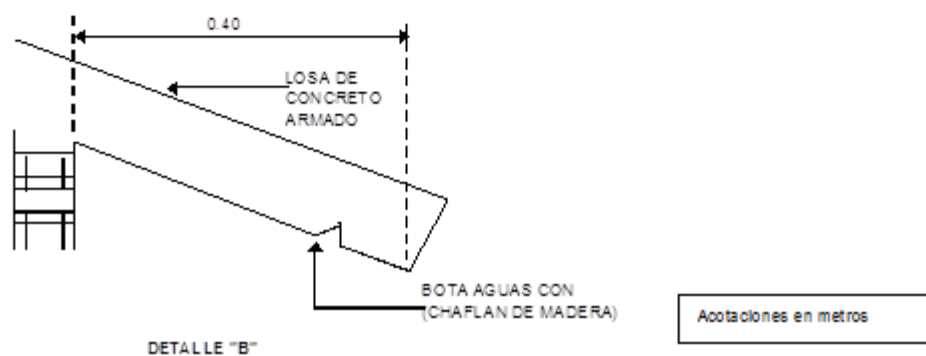 0.40
LOSA DE
CONCRETO
ARMADO
BOTA AGUAS CON
(CHAFLAN DE MADERA)
Acotaciones en metros
DETALLE "B"